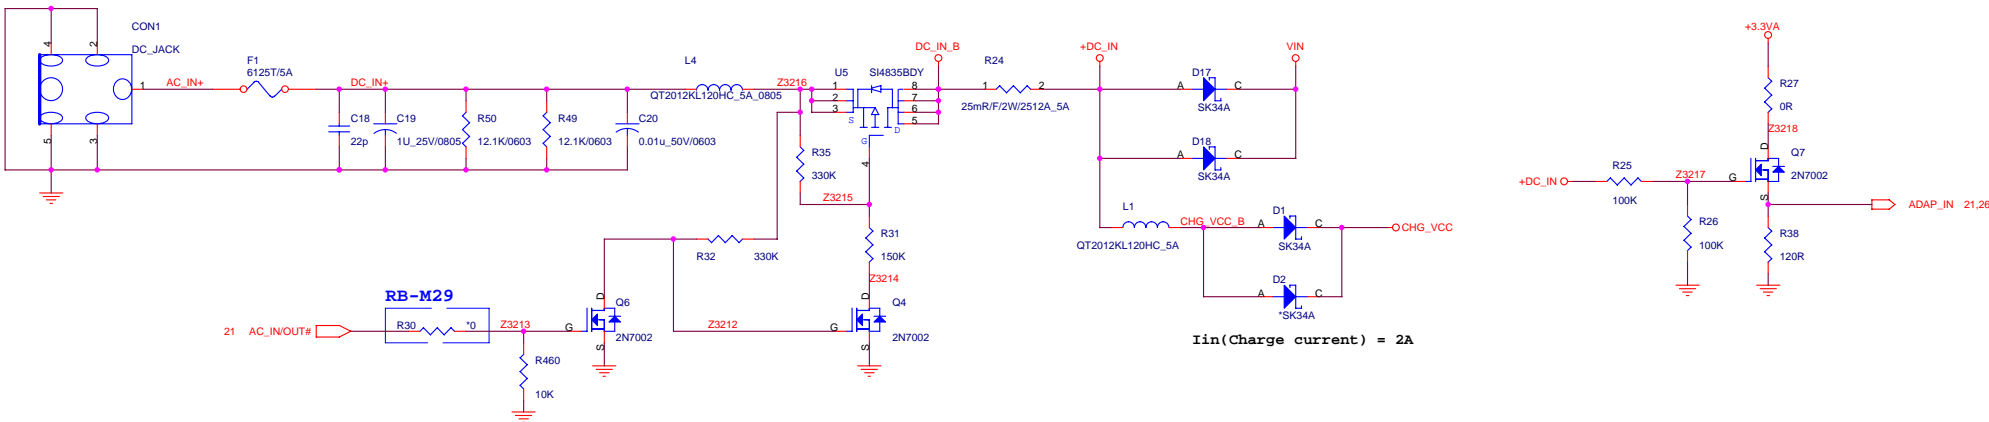 CON1
DC_JACK
4
2
5
3
1
AC_IN+
F1
6125T/5A
DC_IN+
C18
22p
C19
1U_25V/0805
R50
12.1K/0603
R49
12.1K/0603
C20
0.01u_50V/0603
L4
QT2012KL120HC_5A_0805
Z3216
U5
SI4835BDY
1
2
3
S
8
7
6
5
D
G
4
R35
330K
Z3215
R31
150K
Z3214
DC_IN_B
R24
1
2
25mR/F/2W/2512A_5A
+DC_IN
VIN
D17
A
C
SK34A
D18
A
C
SK34A
L1
QT2012KL120HC_5A
CHG_VCC_B
D1
A
C
SK34A
CHG_VCC
D2
A
C
*SK34A
Iin(Charge current) = 2A
R32
330K
RB-M29
21 AC_IN/OUT#
R30
*0
Z3213
R460
10K
G
D
S
Q6
2N7002
Z3212
G
D
S
Q4
2N7002
+3.3VA
R27
0R
Z3218
D
Q7
G
2N7002
S
+DC_IN
R25
100K
Z3217
R26
100K
R38
120R
ADAP_IN 21,26